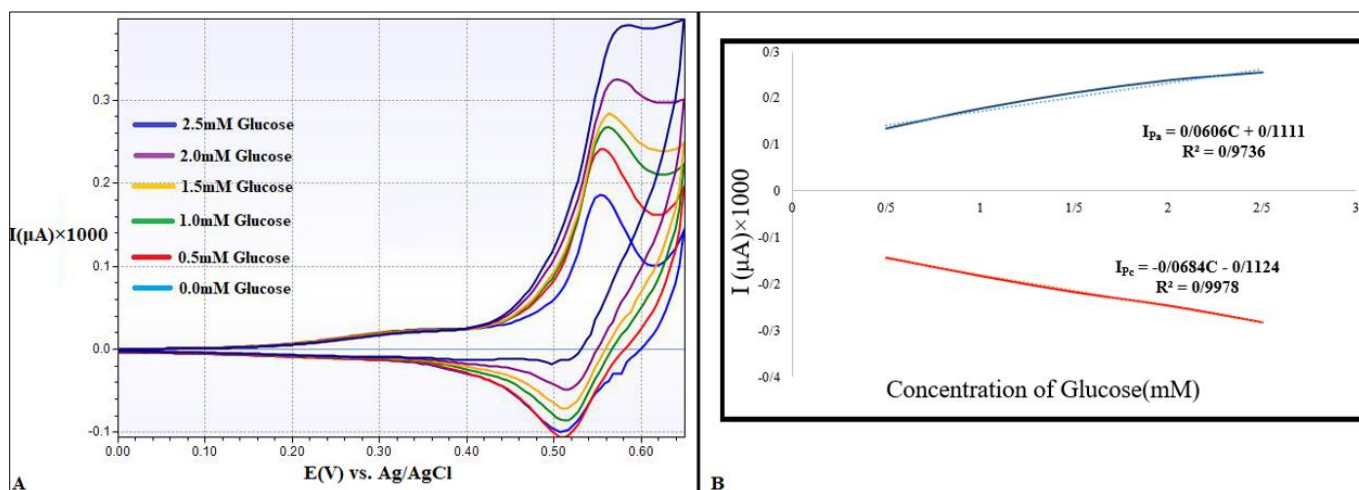 0.3
0.2
I(µA)×1000
0.1
0.0
-0.1
2.5mM Glucose
2.0mM Glucose
1.5mM Glucose
1.0mM Glucose
0.5mM Glucose
0.0mM Glucose
0.00 0.10 0.20 0.30 0.40 0.50 0.60
E(V) vs. Ag/AgCl
A
0/3
0/2
0/1
0
-0/1
-0/2
-0/3
-0/4
I (µA)×1000
I_Pa = 0/0606C + 0/1111
R² = 0/9736
0 0/5 1 1/5 2 2/5 3
I_Pc = -0/0684C - 0/1124
R² = 0/9978
Concentration of Glucose(mM)
B